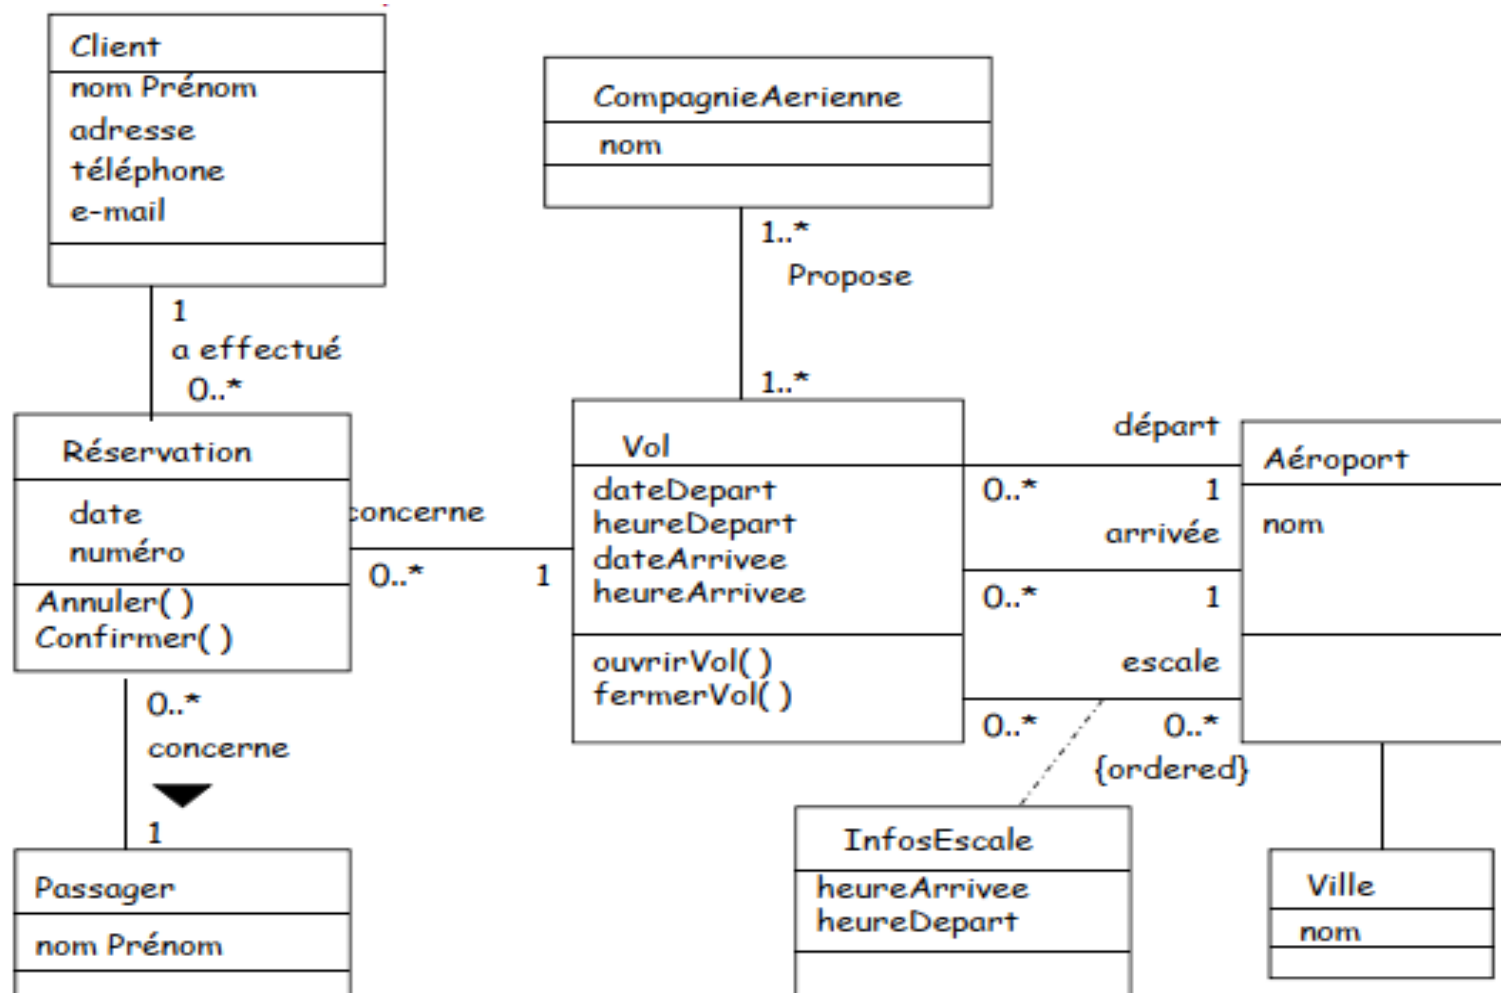 Client
nom Prénom
adresse
téléphone
e-mail
1
a effectué
0..*
CompagnieAerienne
nom
1..*
Propose
1..*
Réservation
date
numéro
Annuler( )
Confirmer( )
concerne
0..*
1
Vol
dateDepart
heureDepart
dateArrivee
heureArrivee
ouvrirVol( )
fermerVol( )
départ
0..*
1
arrivée
0..*
1
escale
0..*
0..*
{ordered}
Aéroport
nom
0..*
concerne
1
Passager
nom Prénom
InfosEscale
heureArrivee
heureDepart
Ville
nom